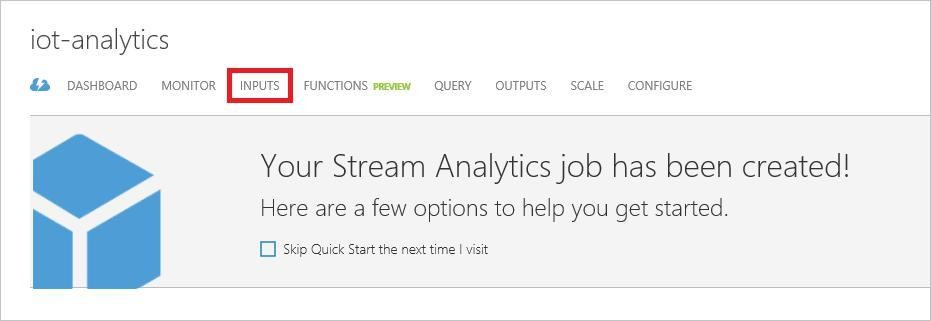 iot-analytics
DASHBOARD MONITOR INPUTS FUNCTIONS PREVIEW QUERY OUTPUTS SCALE CONFIGURE
Your Stream Analytics job has been created!
Here are a few options to help you get started.
Skip Quick Start the next time I visit